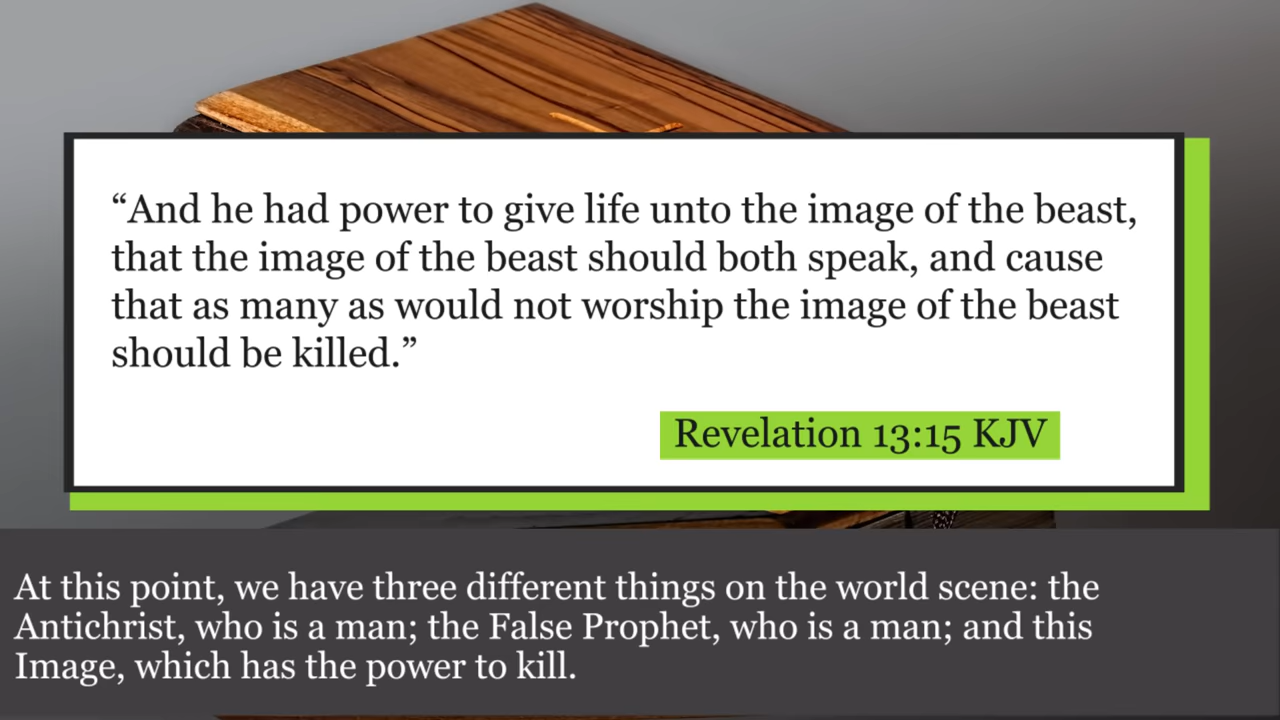 “And he had power to give life unto the image of the beast,
that the image of the beast should both speak, and cause
that as many as would not worship the image of the beast
should be killed.”
Revelation 13:15 KJV
At this point, we have three different things on the world scene: the
Antichrist, who is a man; the False Prophet, who is a man; and this
Image, which has the power to kill.